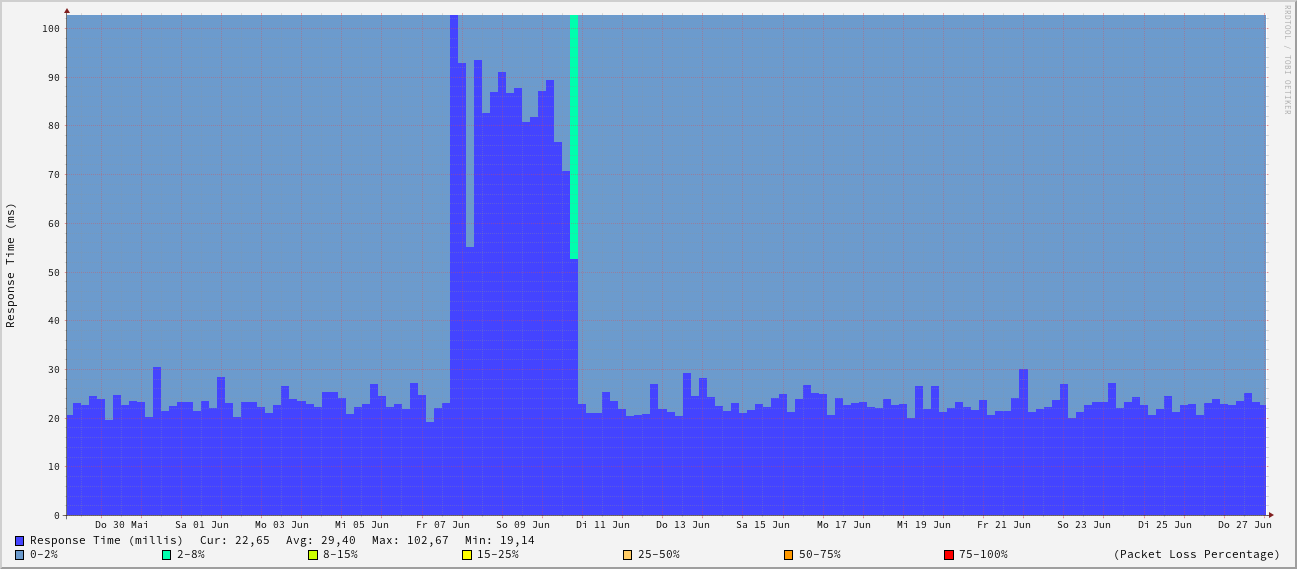 RRDTOOL / TOBI OETIKER
Response Time (ms)
100
90
80
70
60
50
40
30
20
10
0
Do 30 Mai Sa 01 Jun Mo 03 Jun Mi 05 Jun Fr 07 Jun So 09 Jun Di 11 Jun Do 13 Jun Sa 15 Jun Mo 17 Jun Mi 19 Jun Fr 21 Jun So 23 Jun Di 25 Jun Do 27 Jun
Response Time (millis) Cur: 22,65 Avg: 29,40 Max: 102,67 Min: 19,14
0-2% 2-8% 8-15% 15-25% 25-50% 50-75% 75-100% (Packet Loss Percentage)